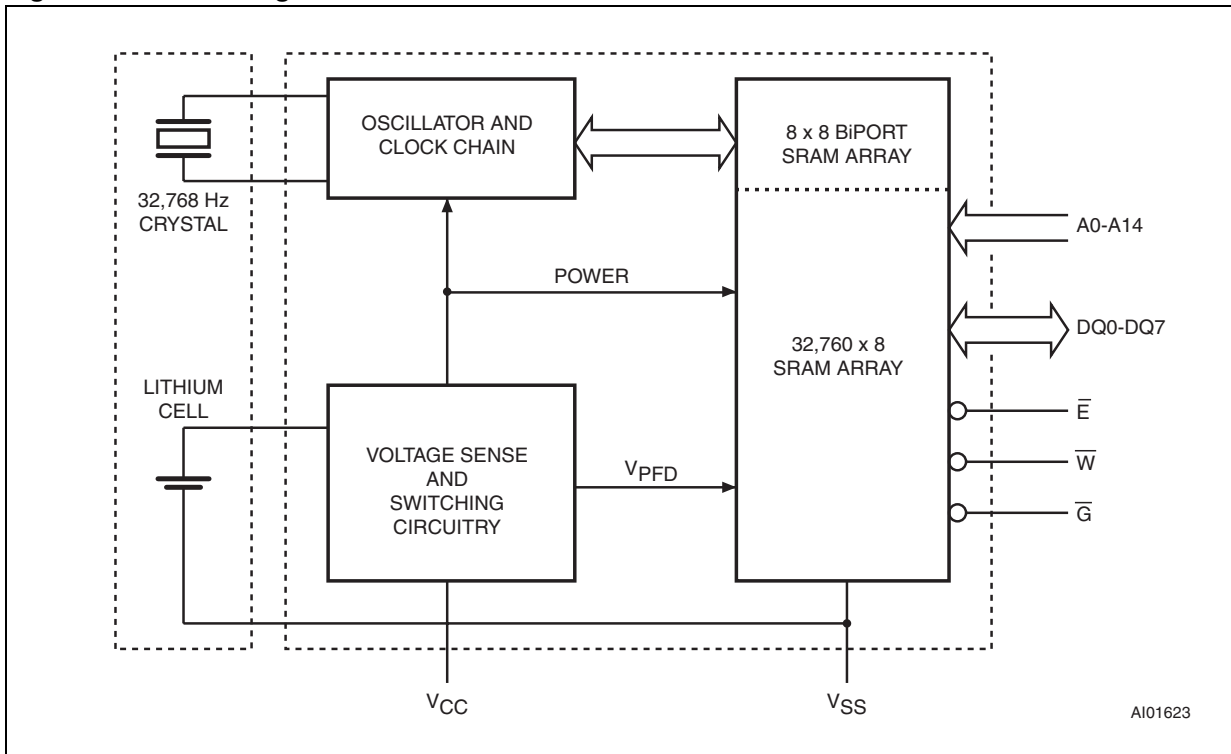 32,768 Hz
CRYSTAL
LITHIUM
CELL
OSCILLATOR AND
CLOCK CHAIN
POWER
VOLTAGE SENSE
AND
SWITCHING
CIRCUITRY
VPFD
8 x 8 BiPORT
SRAM ARRAY
32,760 x 8
SRAM ARRAY
A0-A14
DQ0-DQ7
E̅
W̅
G̅
VCC
VSS
AI01623